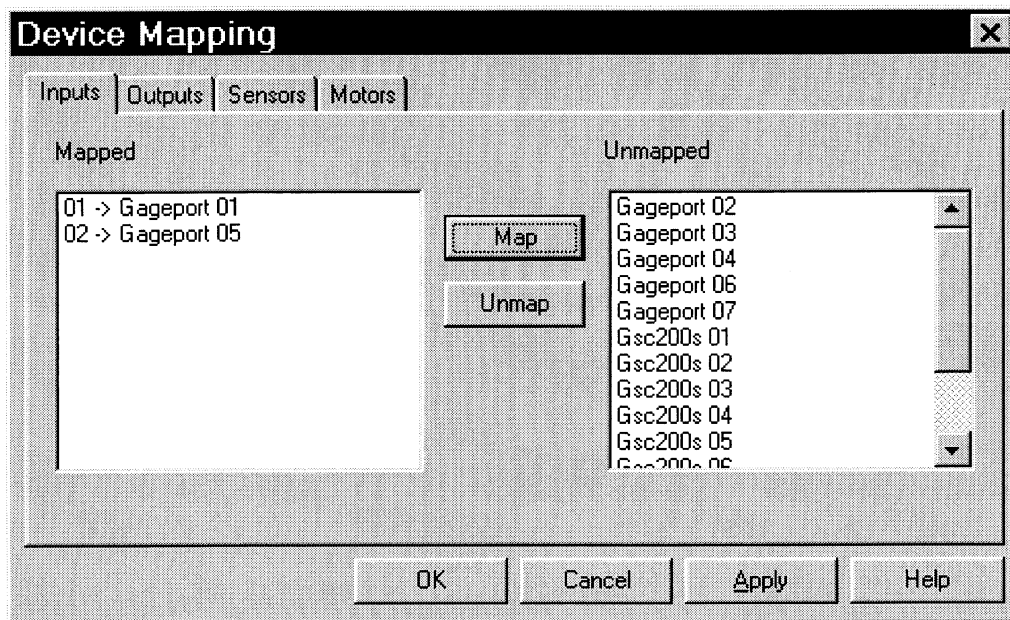 Device Mapping
Inputs Outputs Sensors Motors
Mapped
01 -> Gageport 01
02 -> Gageport 05
Map
Unmap
Unmapped
Gageport 02
Gageport 03
Gageport 04
Gageport 06
Gageport 07
Gsc200s 01
Gsc200s 02
Gsc200s 03
Gsc200s 04
Gsc200s 05
Gsc200s 06
OK Cancel Apply Help